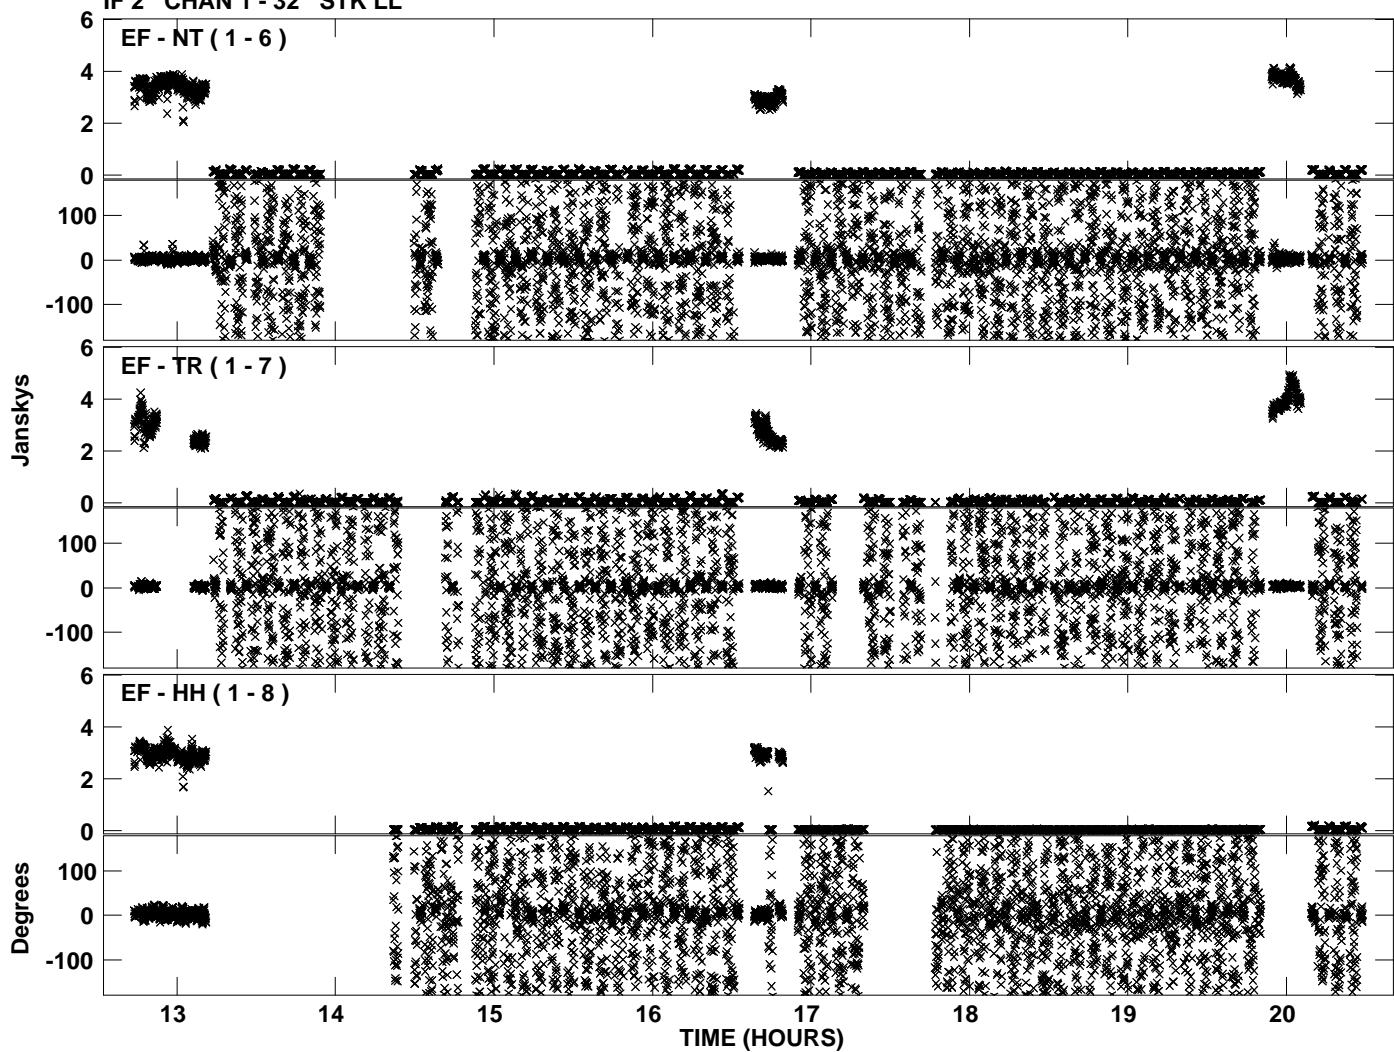 IF 2 CHAN 1 - 32 STK LL
EF - NT ( 1 - 6 )
6
4
2
0
100
0
-100
EF - TR ( 1 - 7 )
6
4
2
0
100
0
-100
Janskys
EF - HH ( 1 - 8 )
6
4
2
0
100
0
-100
Degrees
13 14 15 16 17 18 19 20
TIME (HOURS)